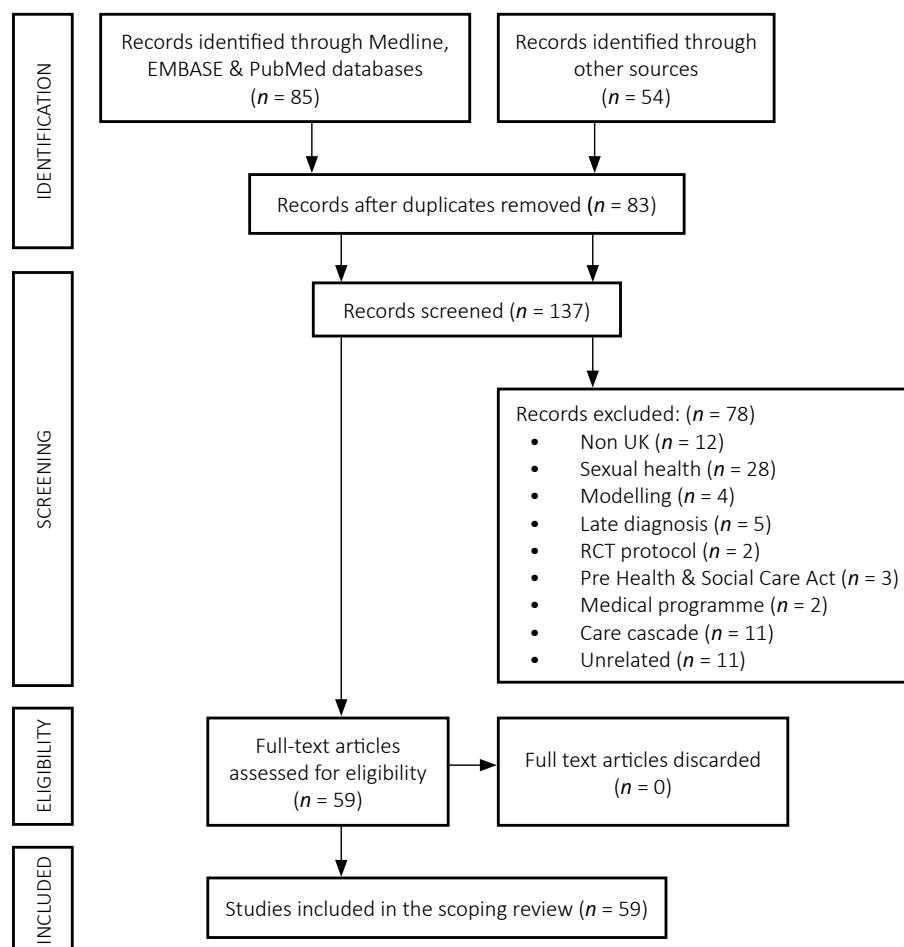 IDENTIFICATION
Records identified through Medline,
EMBASE & PubMed databases
(n = 85)
Records identified through
other sources
(n = 54)
Records after duplicates removed (n = 83)
SCREENING
Records screened (n = 137)
Records excluded: (n = 78)
• Non UK (n = 12)
• Sexual health (n = 28)
• Modelling (n = 4)
• Late diagnosis (n = 5)
• RCT protocol (n = 2)
• Pre Health & Social Care Act (n = 3)
• Medical programme (n = 2)
• Care cascade (n = 11)
• Unrelated (n = 11)
ELIGIBILITY
Full-text articles
assessed for eligibility
(n = 59)
Full text articles discarded
(n = 0)
INCLUDED
Studies included in the scoping review (n = 59)